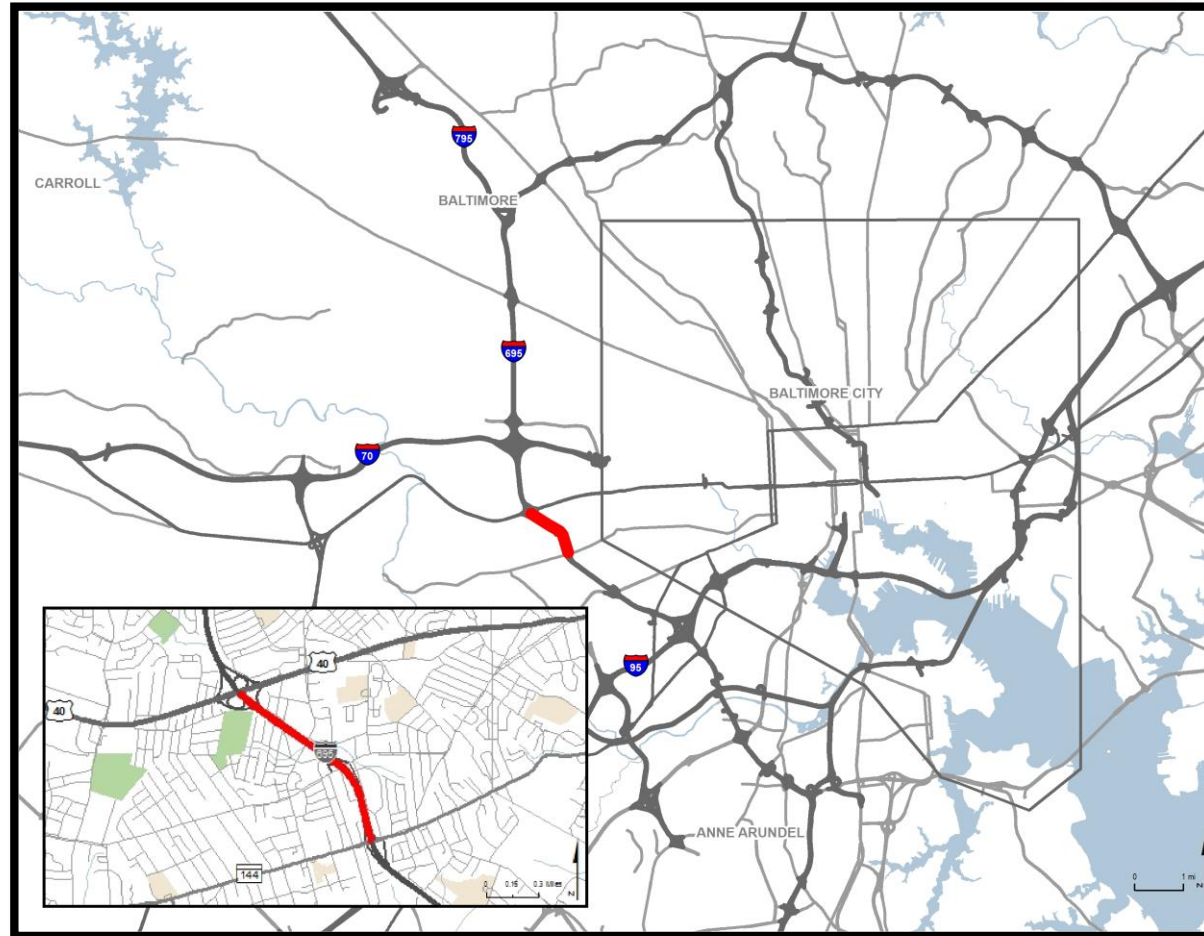 795
CARROLL
BALTIMORE
695
BALTIMORE CITY
70
40
40
95
144
0 0.15 0.3 Miles
N
ANNE ARUNDEL
0 1 mi
N